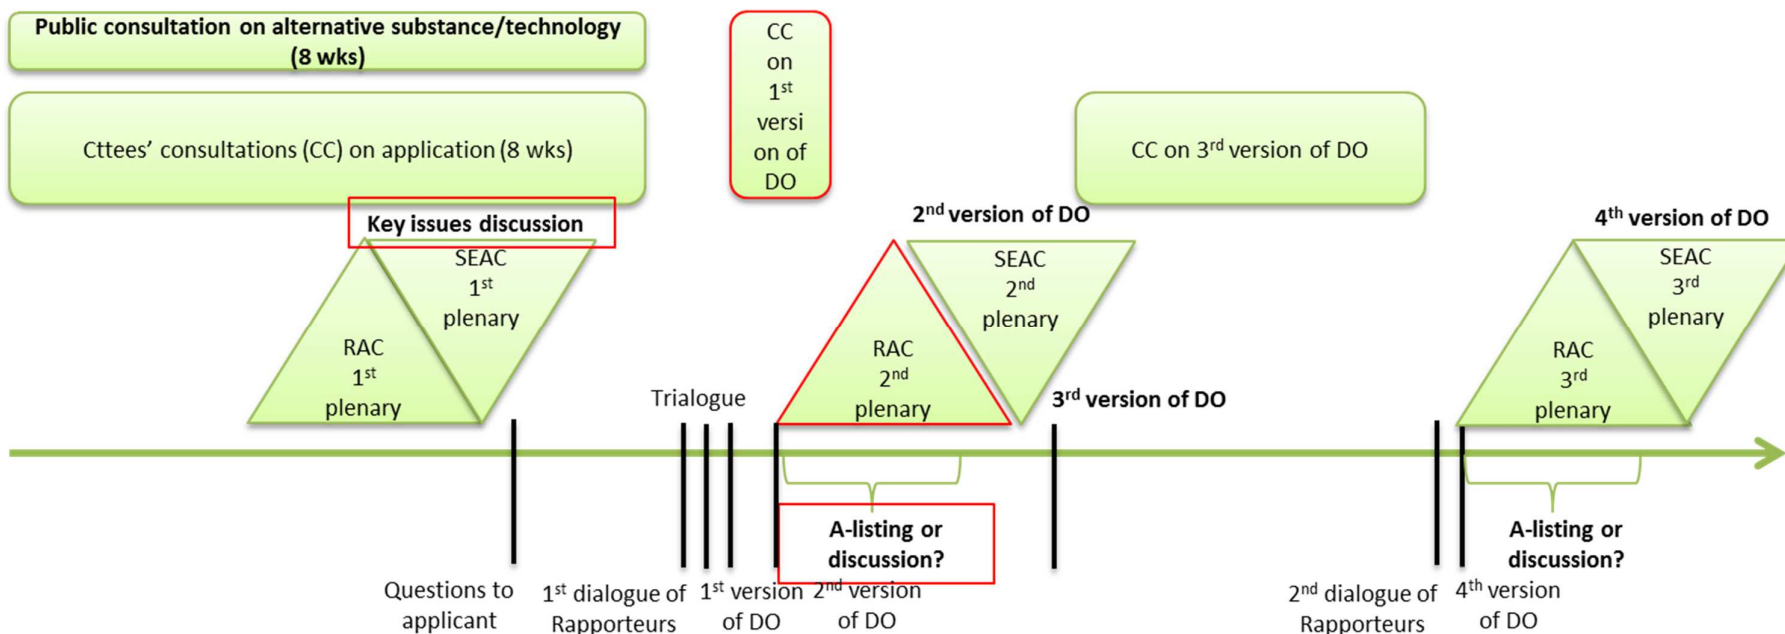 Public consultation on alternative substance/technology
(8 wks)
Cttees' consultations (CC) on application (8 wks)
CC
on
1st
versi
on of
DO
CC on 3rd version of DO
Key issues discussion
SEAC
1st
plenary
RAC
1st
plenary
2nd version of DO
SEAC
2nd
plenary
RAC
2nd
plenary
3rd version of DO
4th version of DO
SEAC
3rd
plenary
RAC
3rd
plenary
Trialogue
A-listing or
discussion?
A-listing or
discussion?
Questions to
applicant
1st dialogue of
Rapporteurs
1st version
of DO
2nd version
of DO
2nd dialogue of
Rapporteurs
4th version
of DO